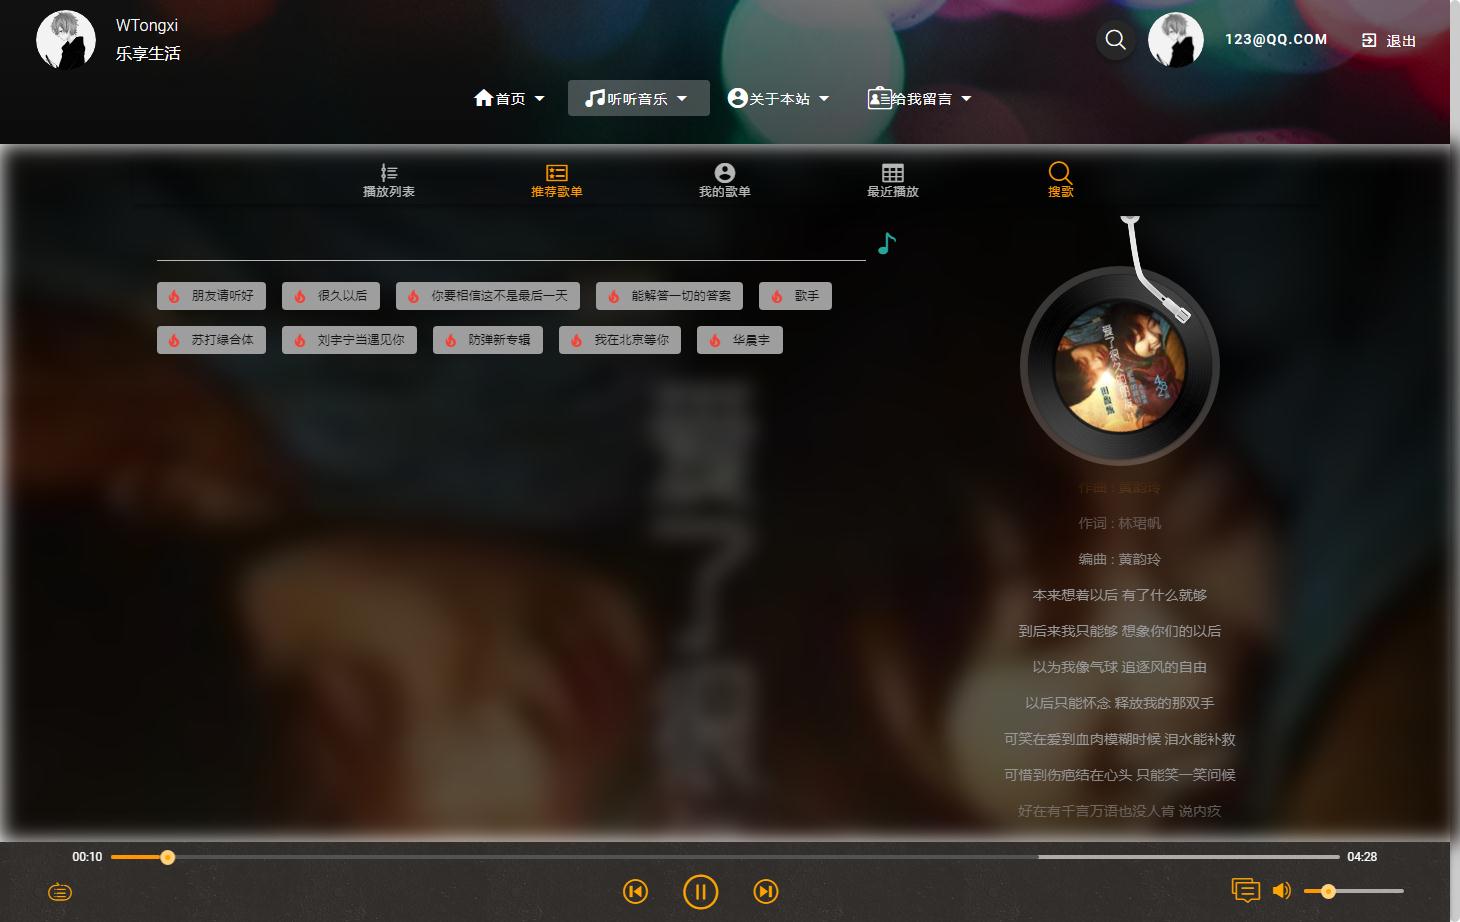 WTongxi
乐享生活
123@QQ.COM
退出
首页
听听音乐
关于本站
给我留言
播放列表
推荐歌单
我的歌单
最近播放
搜歌
朋友请听好
很久以后
你要相信这不是最后一天
能解答一切的答案
歌手
苏打绿合体
刘宇宁当遇见你
防弹新专辑
我在北京等你
华晨宇
作曲 : 黄韵玲
作词 : 林珺帆
编曲 : 黄韵玲
本来想着以后 有了什么就够
到后来我只能够 想象你们的以后
以为我像气球 追逐风的自由
以后只能怀念 释放我的那双手
可笑在爱到血肉模糊时候 泪水能补救
可惜到伤疤结在心头 只能笑一笑问候
好在有千言万语也没人肯 说内疚
00:10
04:28